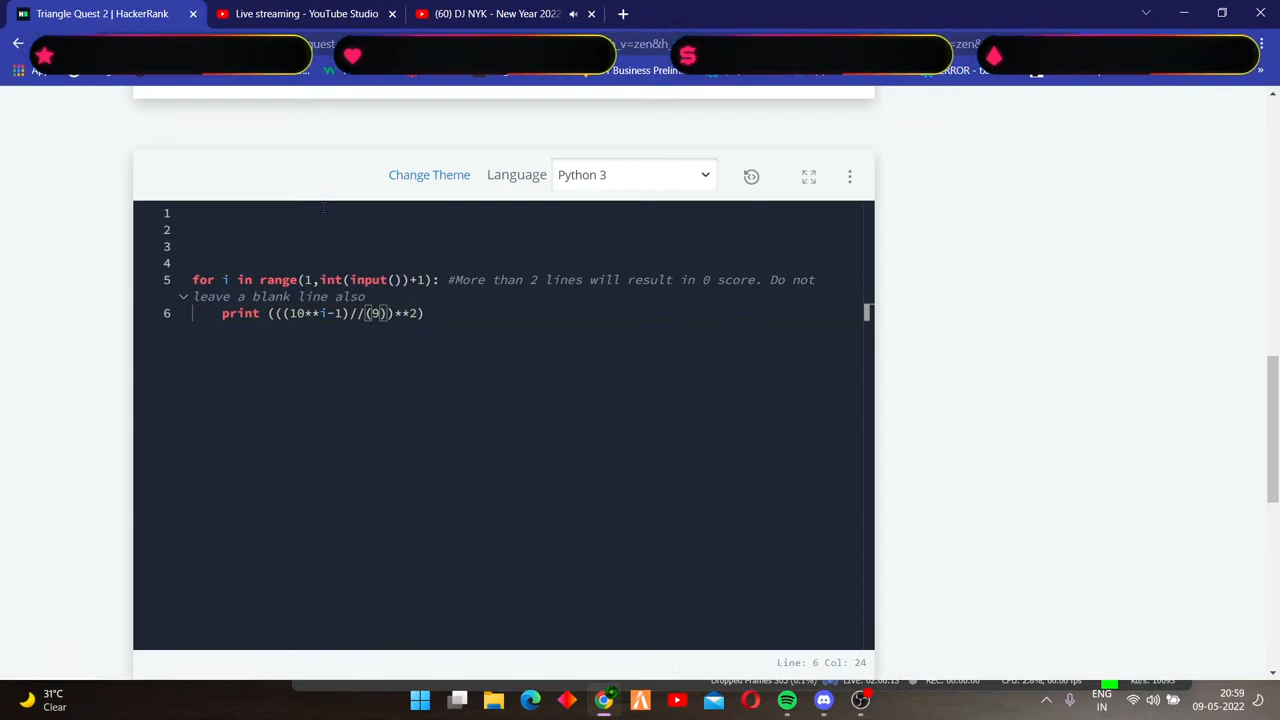 Triangle Quest 2 | HackerRank
Live streaming - YouTube Studio
(60) DJ NYK - New Year 2022
Change Theme
Language
Python 3
1
2
3
4
5 for i in range(1,int(input())+1): #More than 2 lines will result in 0 score. Do not
leave a blank line also
6 print (((10**i-1)//(9))**2)
Line: 6 Col: 24
31°C
Clear
ENG
IN
20:59
09-05-2022